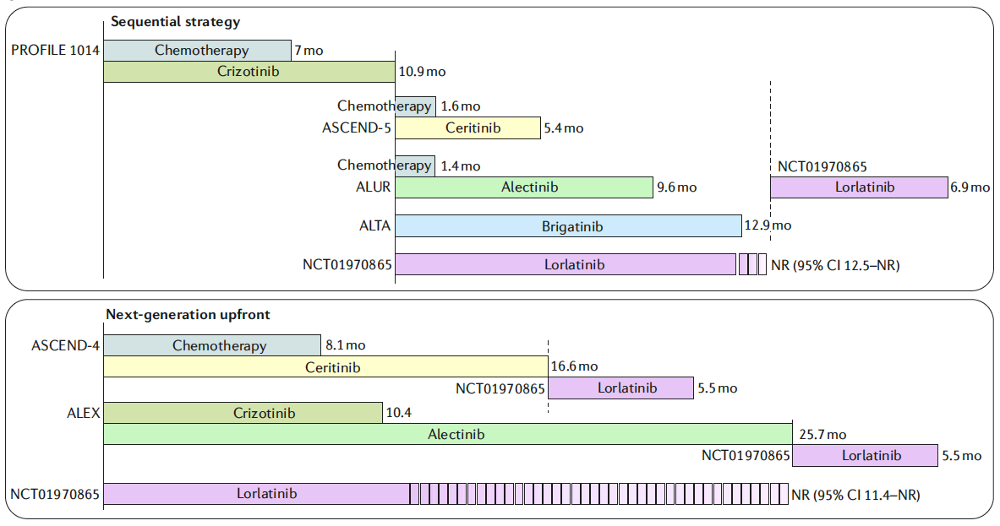 Sequential strategy
PROFILE 1014 Chemotherapy 7 mo
Crizotinib 10.9 mo
Chemotherapy 1.6 mo
ASCEND-5 Ceritinib 5.4 mo
Chemotherapy 1.4 mo NCT01970865
ALUR Alectinib 9.6 mo Lorlatinib 6.9 mo
ALTA Brigatinib 12.9 mo
NCT01970865 Lorlatinib NR (95% CI 12.5–NR)
Next-generation upfront
ASCEND-4 Chemotherapy 8.1 mo
Ceritinib 16.6 mo
NCT01970865 Lorlatinib 5.5 mo
ALEX Crizotinib 10.4
Alectinib 25.7 mo
NCT01970865 Lorlatinib 5.5 mo
NCT01970865 Lorlatinib NR (95% CI 11.4–NR)